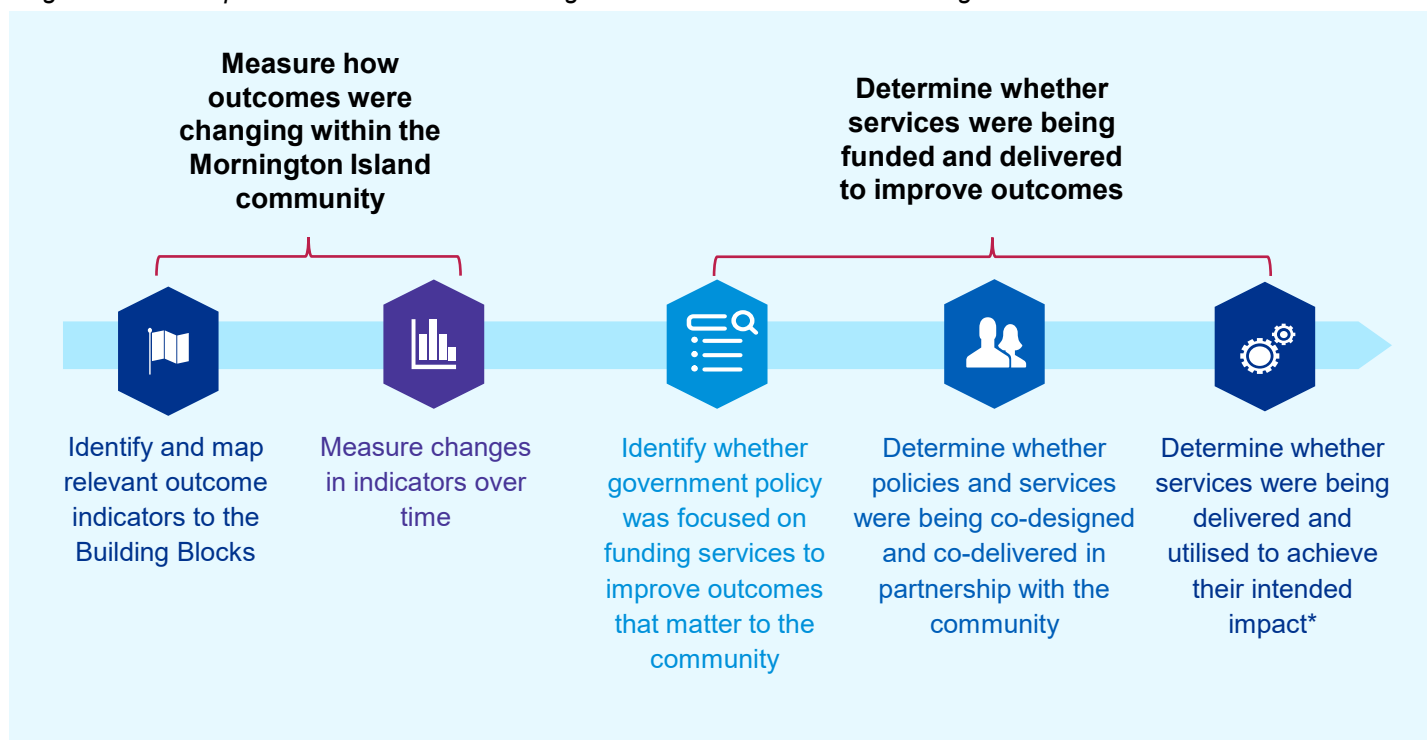 Measure how
outcomes were
changing within the
Mornington Island
community
Determine whether
services were being
funded and delivered
to improve outcomes
Identify and map
relevant outcome
indicators to the
Building Blocks
Measure changes
in indicators over
time
Identify whether
government policy
was focused on
funding services to
improve outcomes
that matter to the
community
Determine whether
policies and services
were being co-designed
and co-delivered in
partnership with the
community
Determine whether
services were being
delivered and
utilised to achieve
their intended
impact*